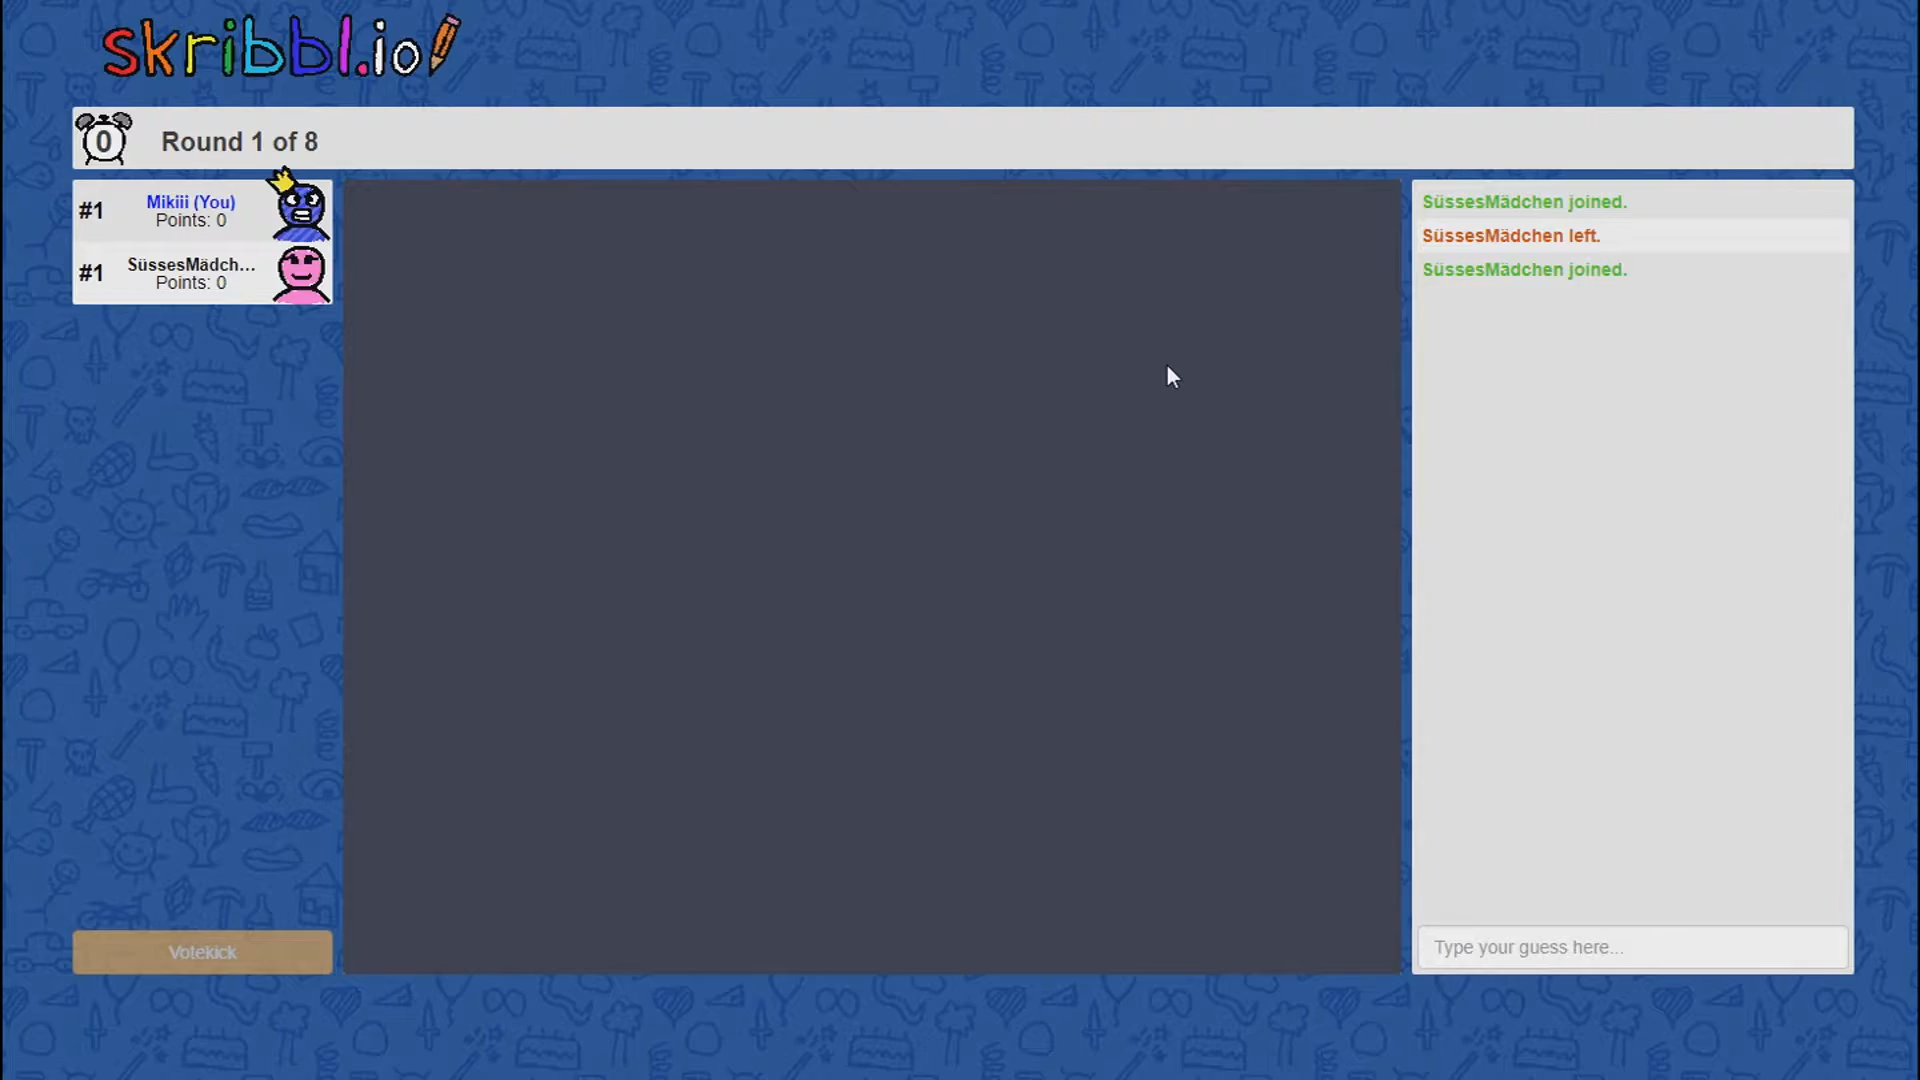 skribbl.io
0
Round 1 of 8
#1
Mikiii (You)
Points: 0
#1
SüssesMädch...
Points: 0
SüssesMädchen joined.
SüssesMädchen left.
SüssesMädchen joined.
Votekick
Type your guess here...